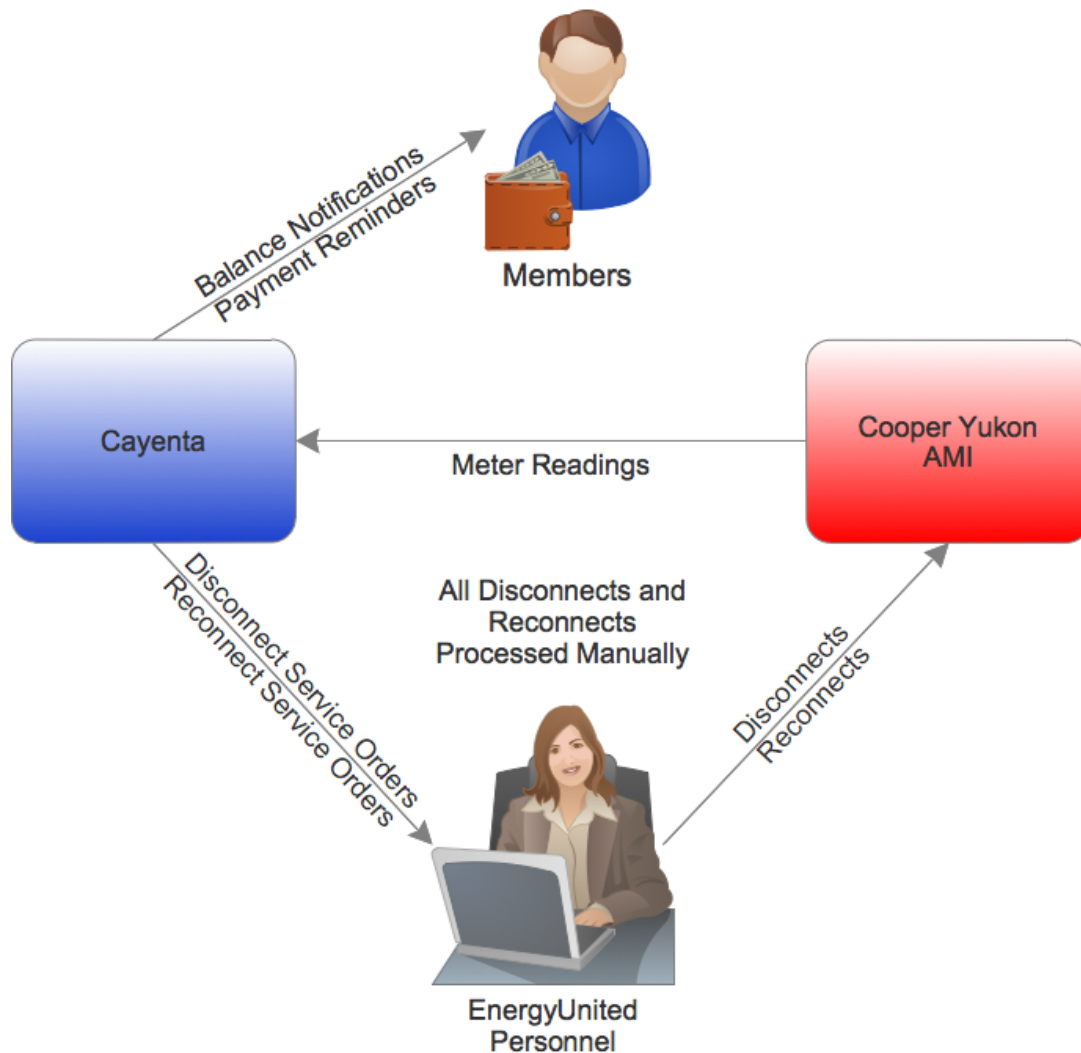 Balance Notifications
Payment Reminders
Members
Cayenta
Cooper Yukon
AMI
Meter Readings
Disconnect Service Orders
Reconnect Service Orders
All Disconnects and
Reconnects
Processed Manually
Disconnects
Reconnects
EnergyUnited
Personnel